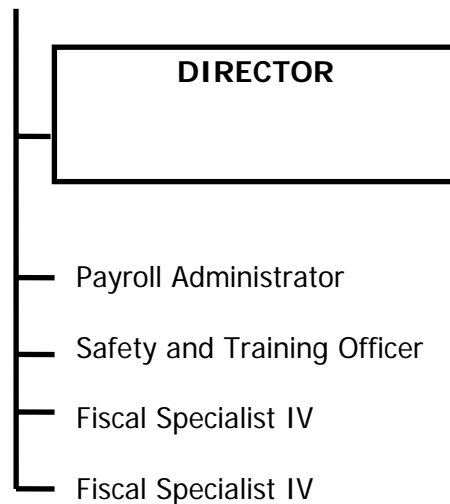 DIRECTOR
Payroll Administrator
Safety and Training Officer
Fiscal Specialist IV
Fiscal Specialist IV